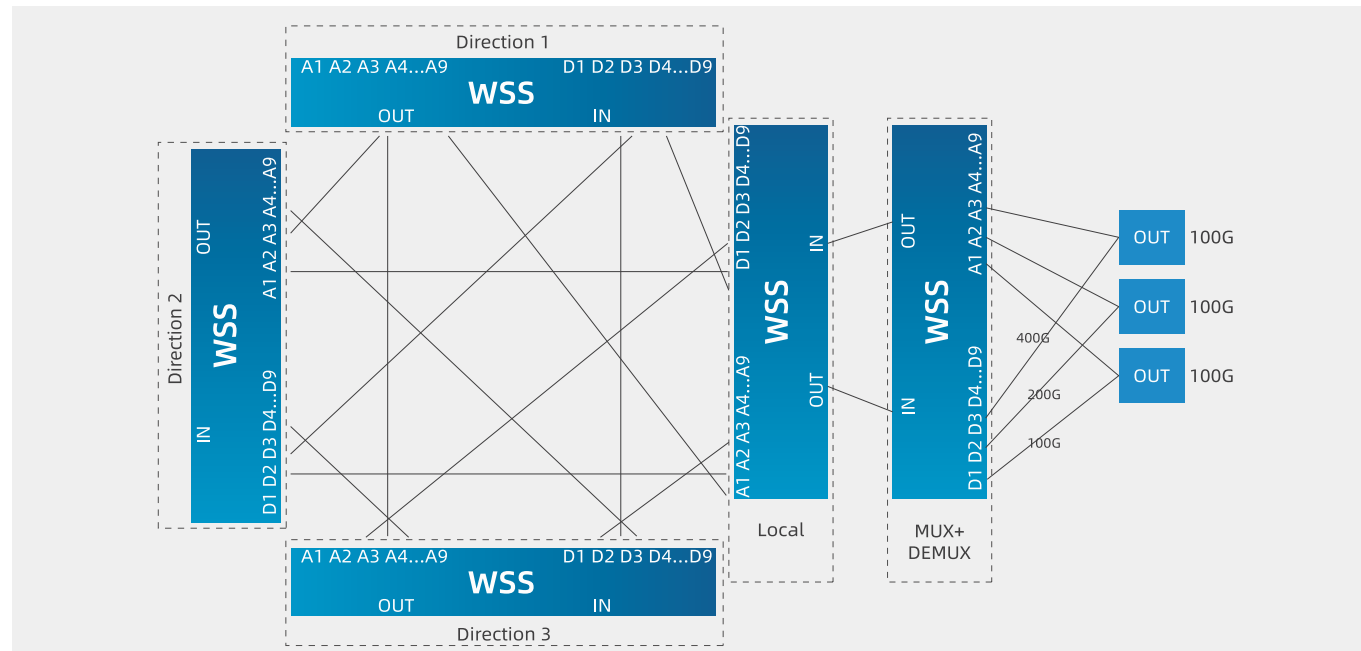 Direction 1
A1 A2 A3 A4...A9
D1 D2 D3 D4...D9
WSS
OUT
IN
Direction 2
OUT
IN
WSS
A1 A2 A3 A4...A9
D1 D2 D3 D4...D9
D1 D2 D3 D4...D9
A1 A2 A3 A4...A9
WSS
IN
OUT
Local
OUT
IN
WSS
A1 A2 A3 A4...A9
D1 D2 D3 D4...D9
MUX+
DEMUX
400G
200G
100G
OUT 100G
OUT 100G
OUT 100G
A1 A2 A3 A4...A9
D1 D2 D3 D4...D9
WSS
OUT
IN
Direction 3